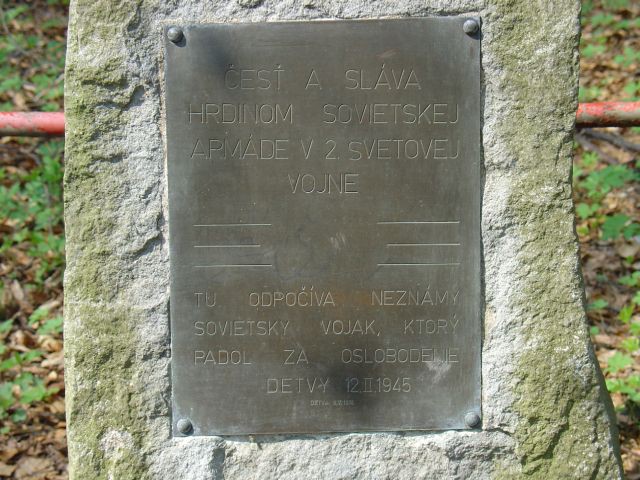 ČESŤ A SLÁVA
HRDINOM SOVIETSKEJ
ARMÁDE V 2. SVETOVEJ
VOJNE
TU ODPOČÍVA NEZNÁMY
SOVIETSKY VOJAK, KTORÝ
PADOL ZA OSLOBODENIE
DETVY 12.II.1945
DETVA